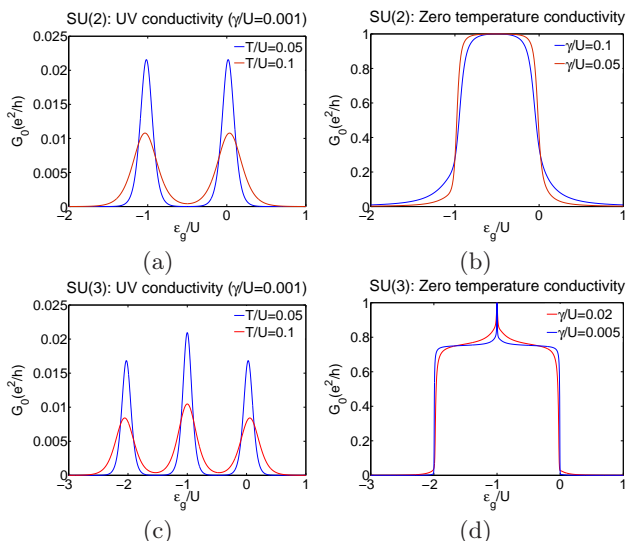 SU(2): UV conductivity (γ/U=0.001)
G₀(e²/h)
0.025
0.02
0.015
0.01
0.005
0
−2 −1 0 1
ε_g/U
T/U=0.05
T/U=0.1
(a)
SU(2): Zero temperature conductivity
G₀(e²/h)
1
0.8
0.6
0.4
0.2
0
−2 −1 0 1
ε_g/U
γ/U=0.1
γ/U=0.05
(b)
SU(3): UV conductivity (γ/U=0.001)
G₀(e²/h)
0.025
0.02
0.015
0.01
0.005
0
−3 −2 −1 0 1
ε_g/U
T/U=0.05
T/U=0.1
(c)
SU(3): Zero temperature conductivity
G₀(e²/h)
1
0.8
0.6
0.4
0.2
0
−3 −2 −1 0 1
ε_g/U
γ/U=0.02
γ/U=0.005
(d)